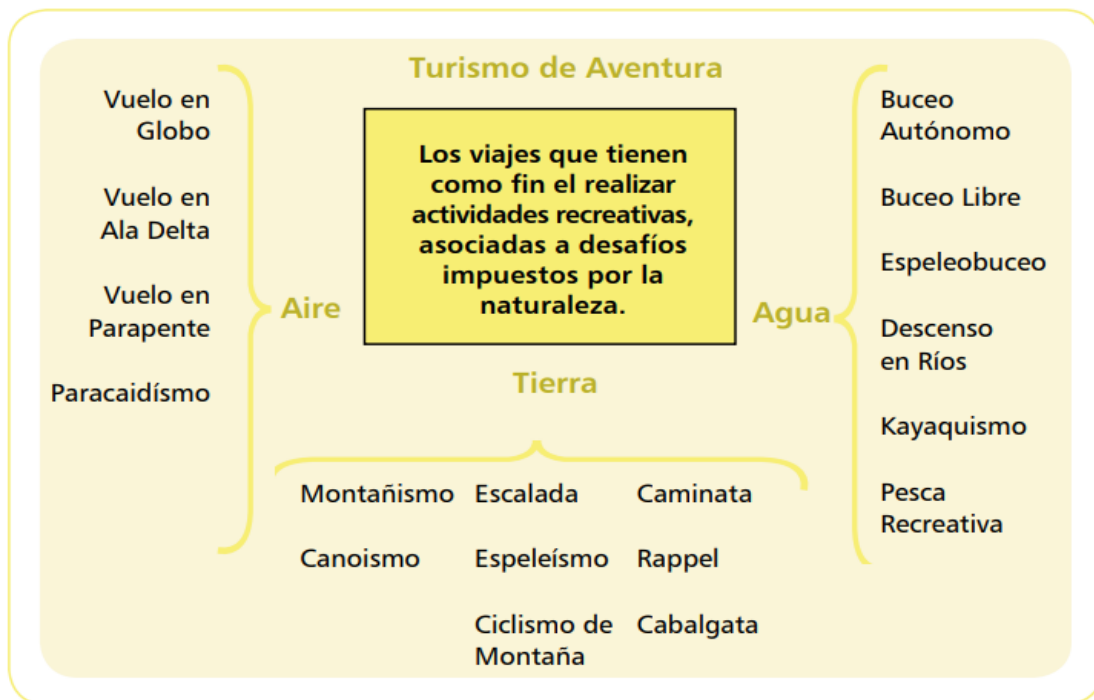 Turismo de Aventura
Los viajes que tienen
como fin el realizar
actividades recreativas,
asociadas a desafíos
impuestos por la
naturaleza.
Aire
Vuelo en
Globo
Vuelo en
Ala Delta
Vuelo en
Parapente
Paracaidísmo
Agua
Buceo
Autónomo
Buceo Libre
Espeleobuceo
Descenso
en Ríos
Kayaquismo
Pesca
Recreativa
Tierra
Montañismo Escalada Caminata
Canoismo Espeleísmo Rappel
Ciclismo de Cabalgata
Montaña